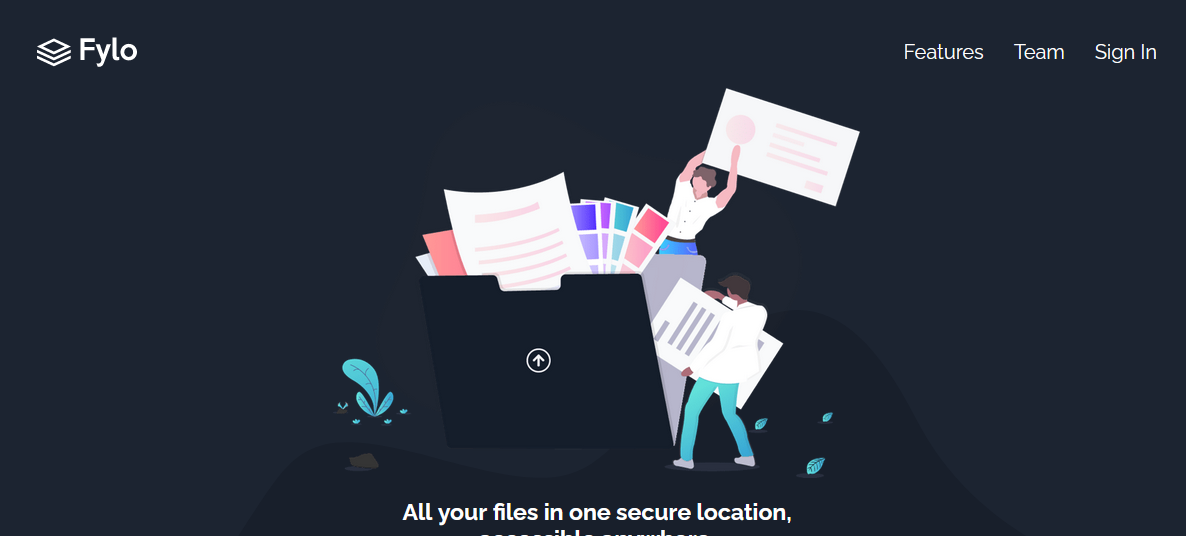 Fylo
Features
Team
Sign In
All your files in one secure location,
accessible anywhere